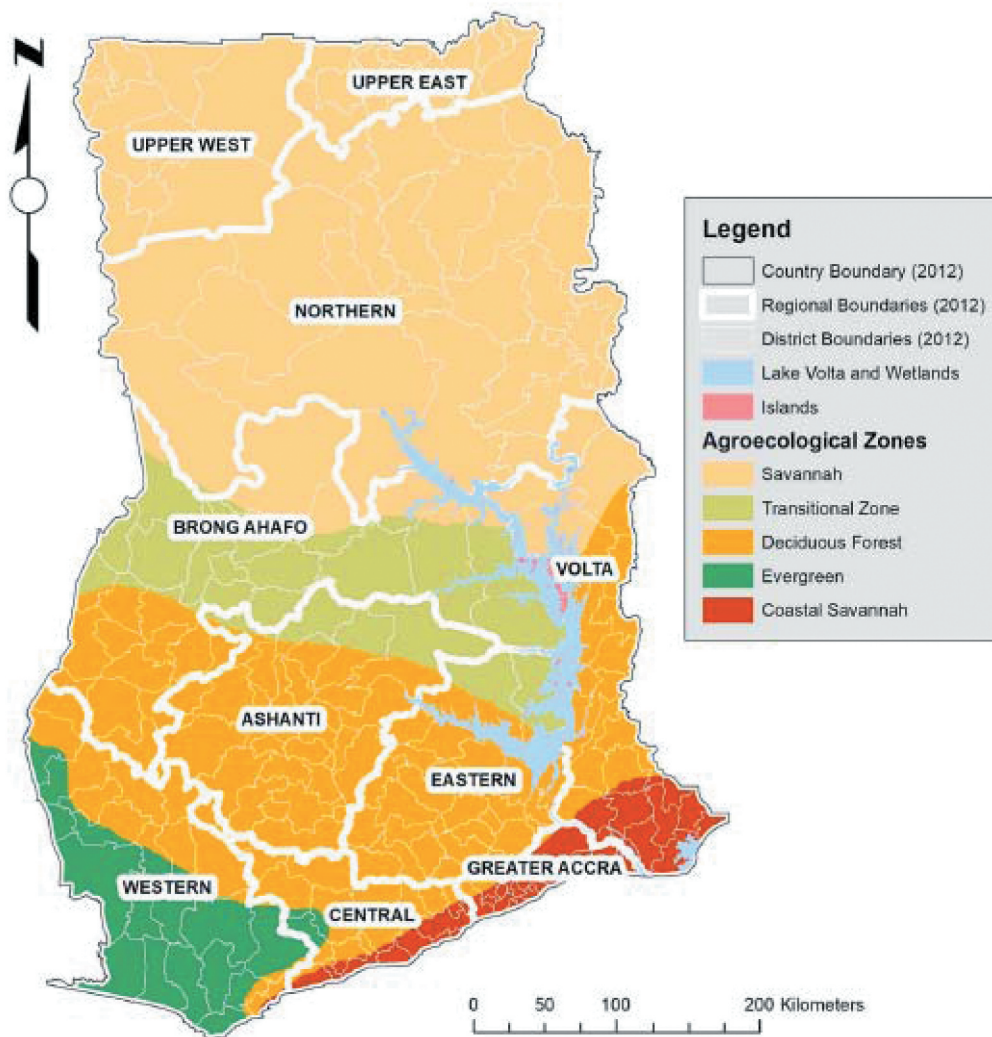 N
UPPER EAST
UPPER WEST
NORTHERN
BRONG AHAFO
VOLTA
ASHANTI
EASTERN
GREATER ACCRA
WESTERN
CENTRAL
Legend
Country Boundary (2012)
Regional Boundaries (2012)
District Boundaries (2012)
Lake Volta and Wetlands
Islands
Agroecological Zones
Savannah
Transitional Zone
Deciduous Forest
Evergreen
Coastal Savannah
0 50 100 200 Kilometers